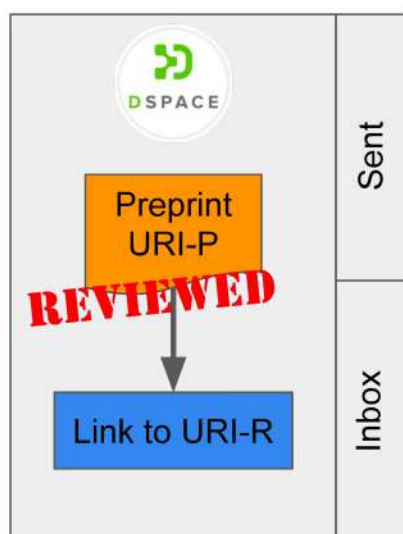 DSPACE
Sent
Preprint
URI-P
REVIEWED
Link to URI-R
Inbox